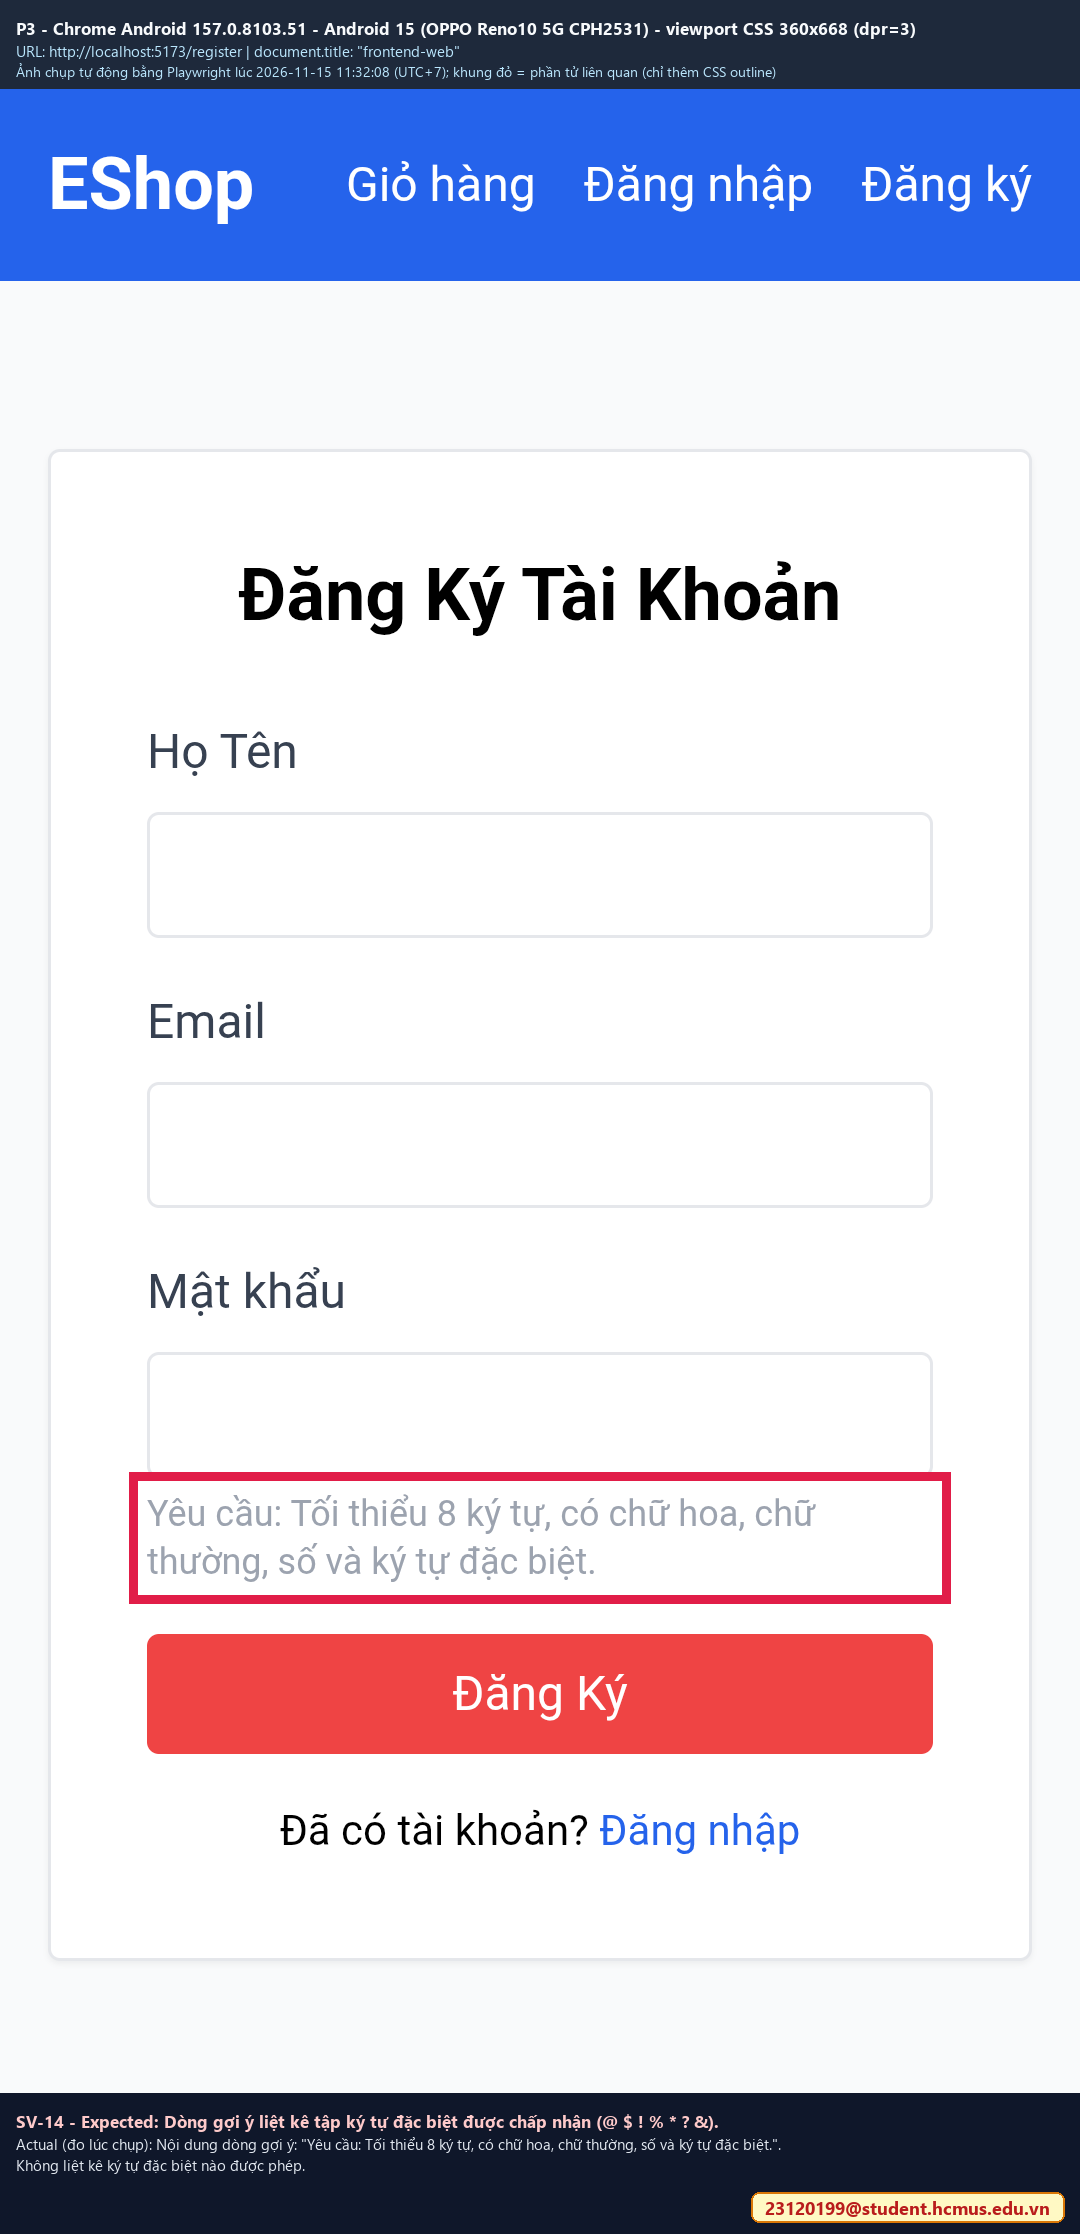 P3 - Chrome Android 157.0.8103.51 - Android 15 (OPPO Reno10 5G CPH2531) - viewport CSS 360x668 (dpr=3)
URL: http://localhost:5173/register | document.title: "frontend-web"
Ảnh chụp tự động bằng Playwright lúc 2026-11-15 11:32:08 (UTC+7); khung đỏ = phần tử liên quan (chỉ thêm CSS outline)
EShop Giỏ hàng Đăng nhập Đăng ký
Đăng Ký Tài Khoản
Họ Tên
Email
Mật khẩu
Yêu cầu: Tối thiểu 8 ký tự, có chữ hoa, chữ
thường, số và ký tự đặc biệt.
Đăng Ký
Đã có tài khoản? Đăng nhập
SV-14 - Expected: Dòng gợi ý liệt kê tập ký tự đặc biệt được chấp nhận (@ $ ! % * ? &).
Actual (đo lúc chụp): Nội dung dòng gợi ý: "Yêu cầu: Tối thiểu 8 ký tự, có chữ hoa, chữ thường, số và ký tự đặc biệt.".
Không liệt kê ký tự đặc biệt nào được phép.
23120199@student.hcmus.edu.vn